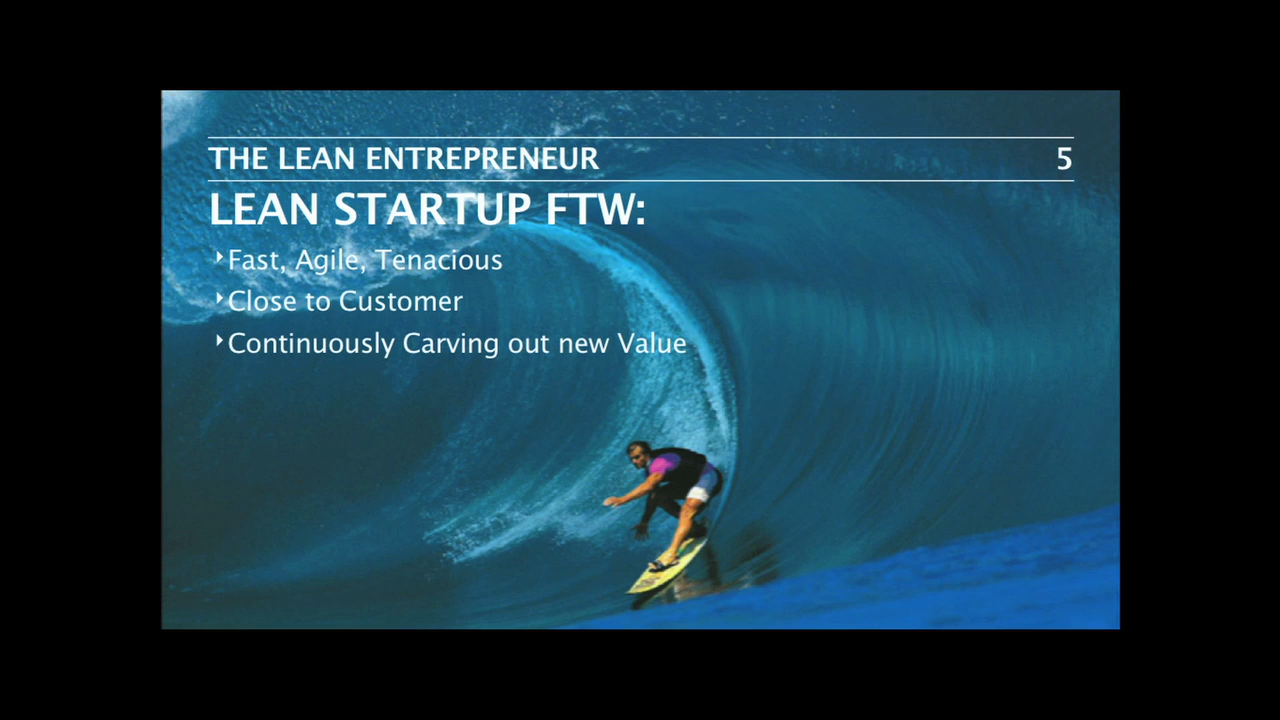 THE LEAN ENTREPRENEUR 5
LEAN STARTUP FTW:
Fast, Agile, Tenacious
Close to Customer
Continuously Carving out new Value